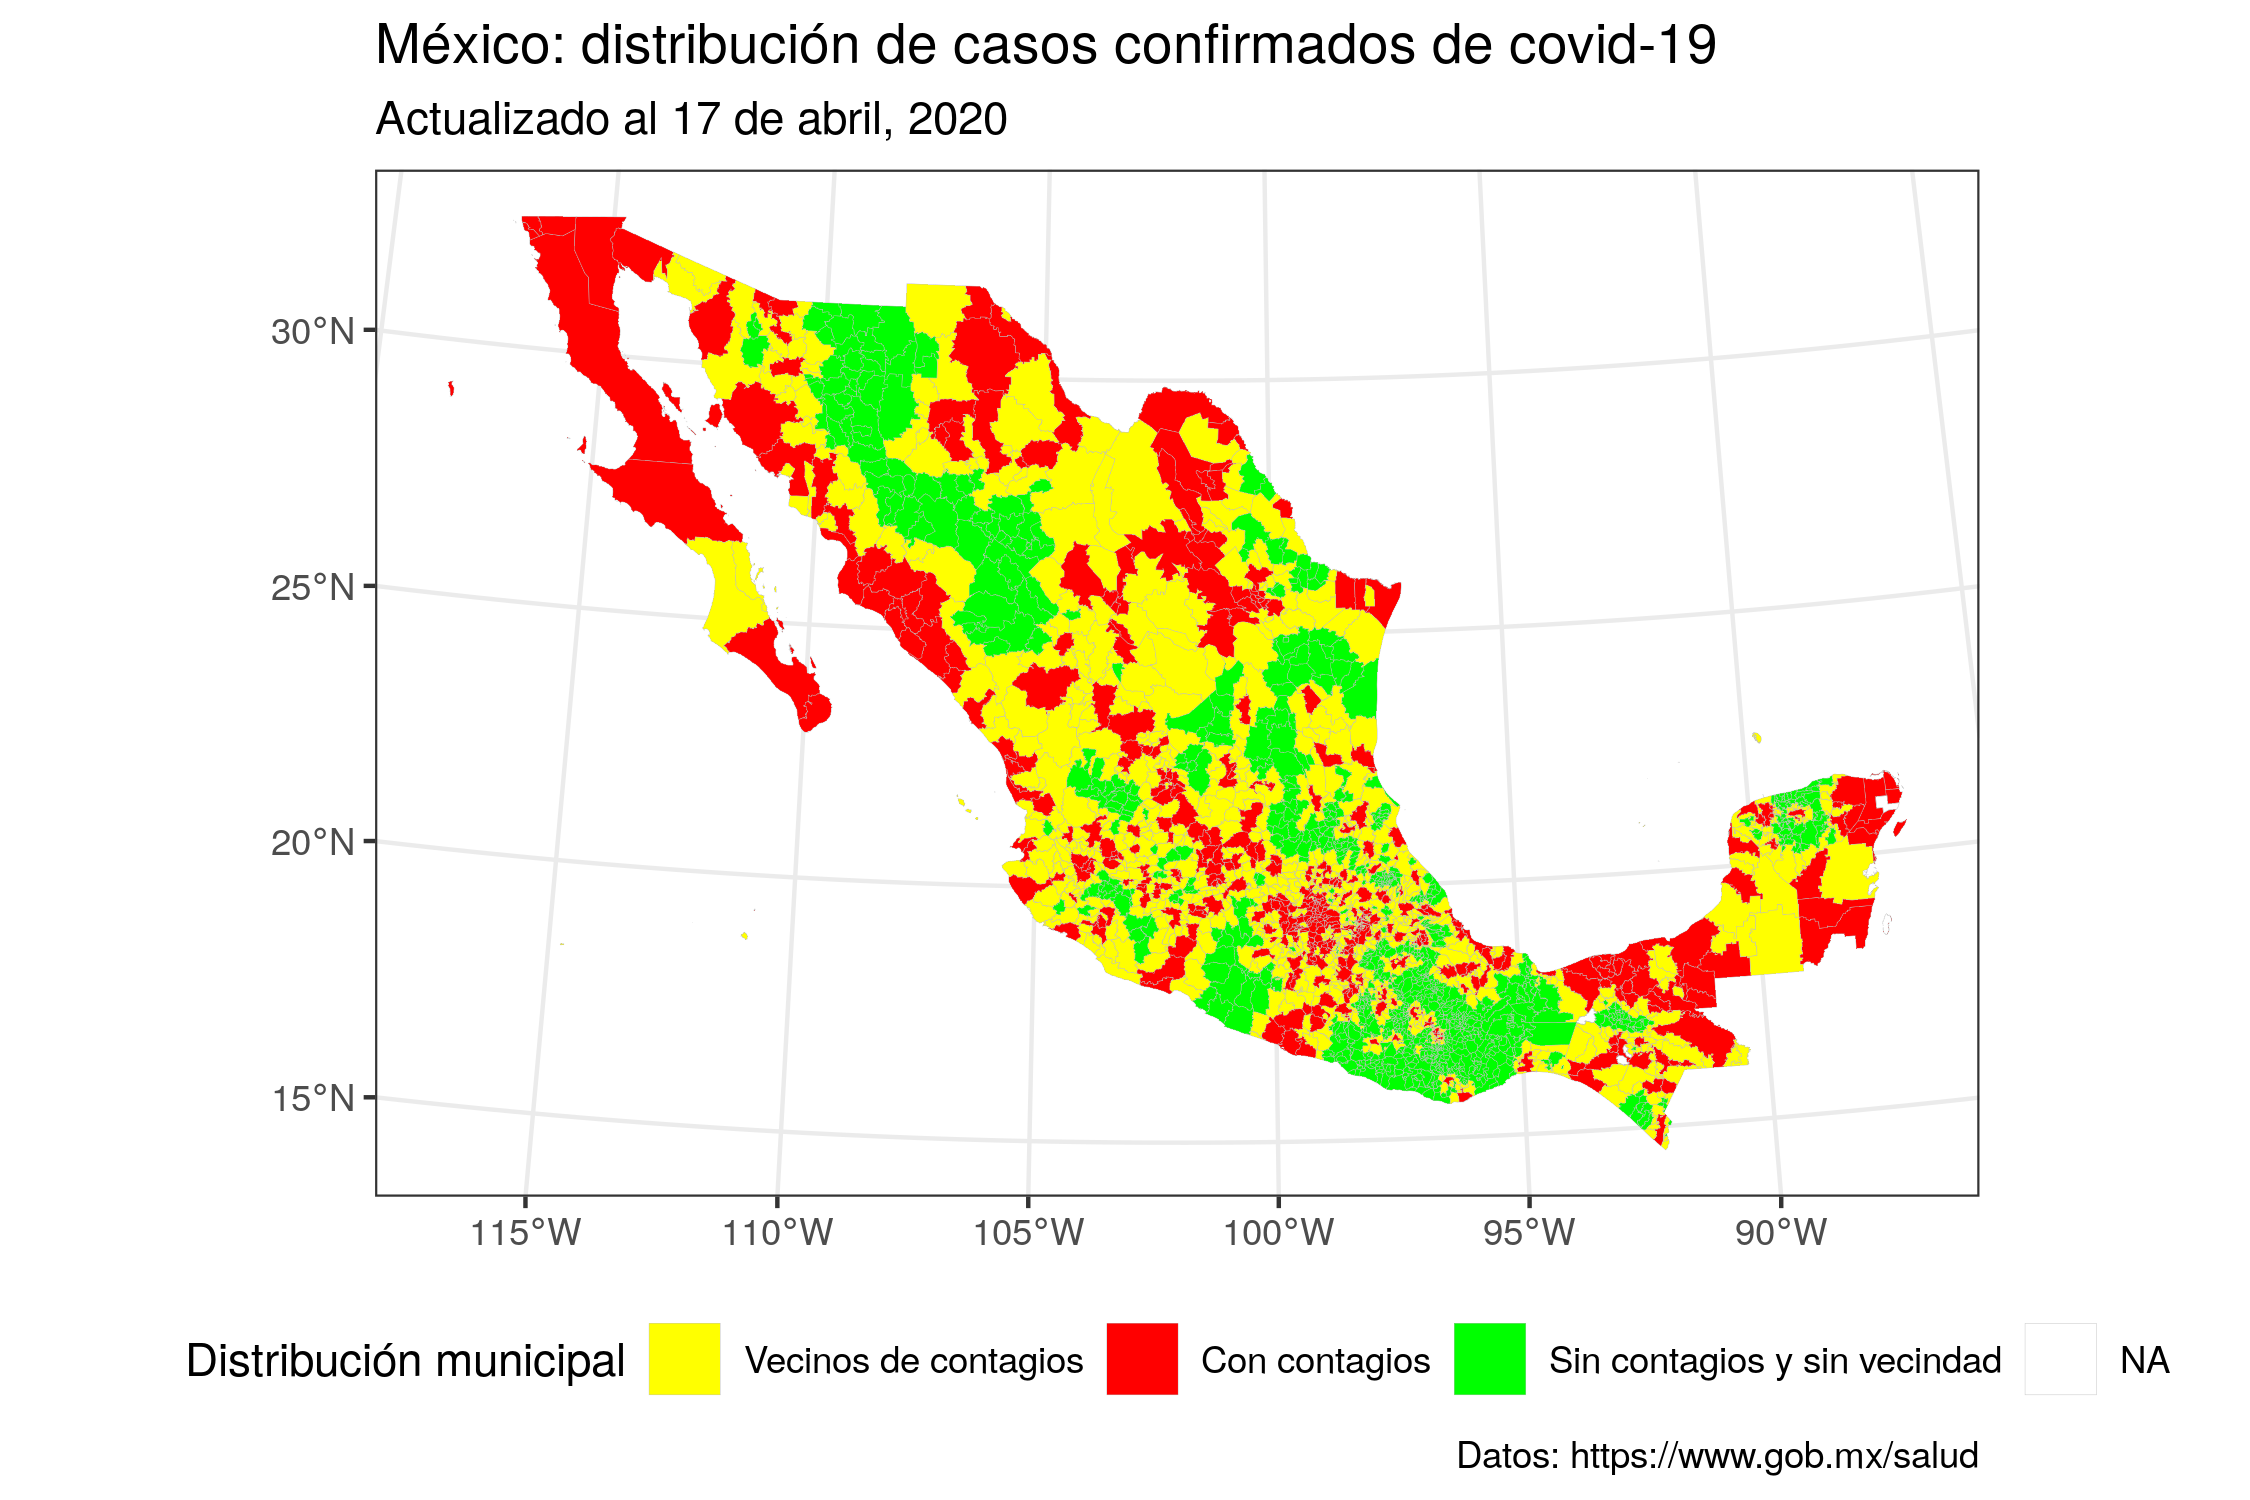 México: distribución de casos confirmados de covid-19
Actualizado al 17 de abril, 2020
30°N
25°N
20°N
15°N
115°W 110°W 105°W 100°W 95°W 90°W
Distribución municipal Vecinos de contagios Con contagios Sin contagios y sin vecindad NA
Datos: https://www.gob.mx/salud